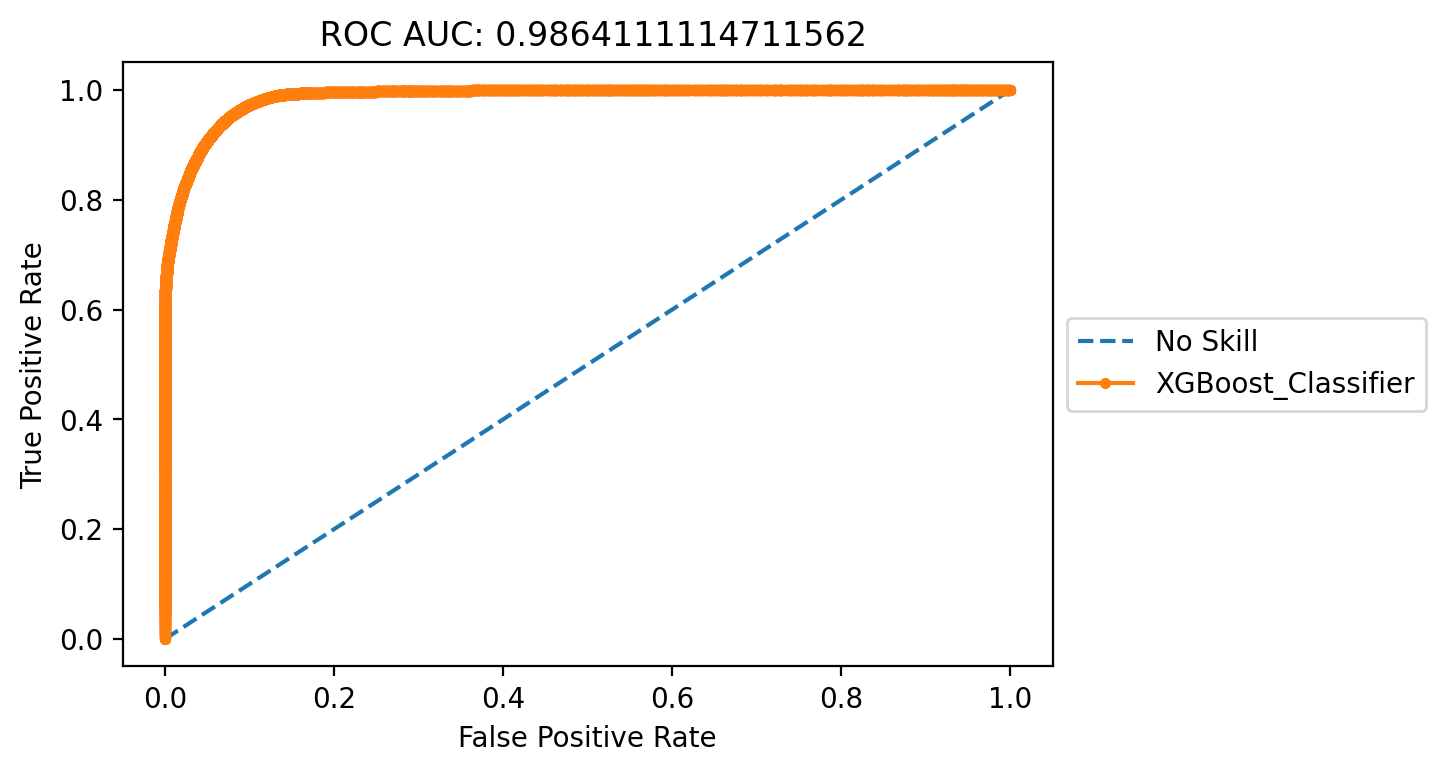 ROC AUC: 0.9864111114711562
1.0
0.8
0.6
0.4
0.2
0.0
True Positive Rate
0.0 0.2 0.4 0.6 0.8 1.0
False Positive Rate
No Skill
XGBoost_Classifier